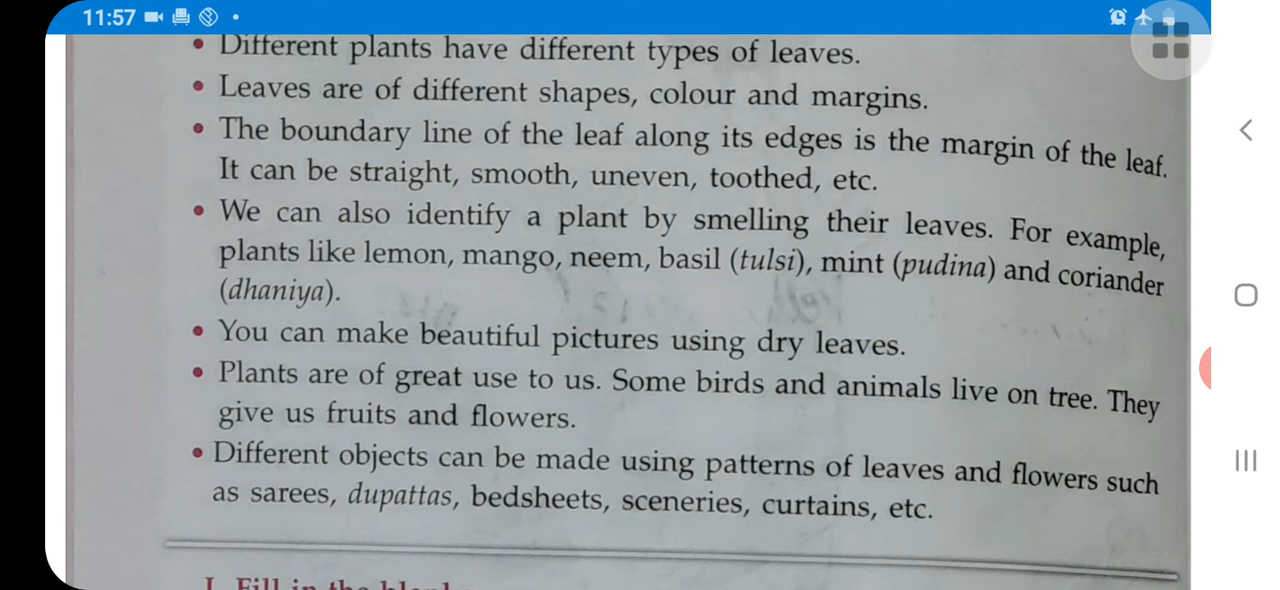 11:57
• Different plants have different types of leaves.
• Leaves are of different shapes, colour and margins.
• The boundary line of the leaf along its edges is the margin of the leaf.
It can be straight, smooth, uneven, toothed, etc.
• We can also identify a plant by smelling their leaves. For example,
plants like lemon, mango, neem, basil (tulsi), mint (pudina) and coriander
(dhaniya).
• You can make beautiful pictures using dry leaves.
• Plants are of great use to us. Some birds and animals live on tree. They
give us fruits and flowers.
• Different objects can be made using patterns of leaves and flowers such
as sarees, dupattas, bedsheets, sceneries, curtains, etc.
I. Fill in the blank